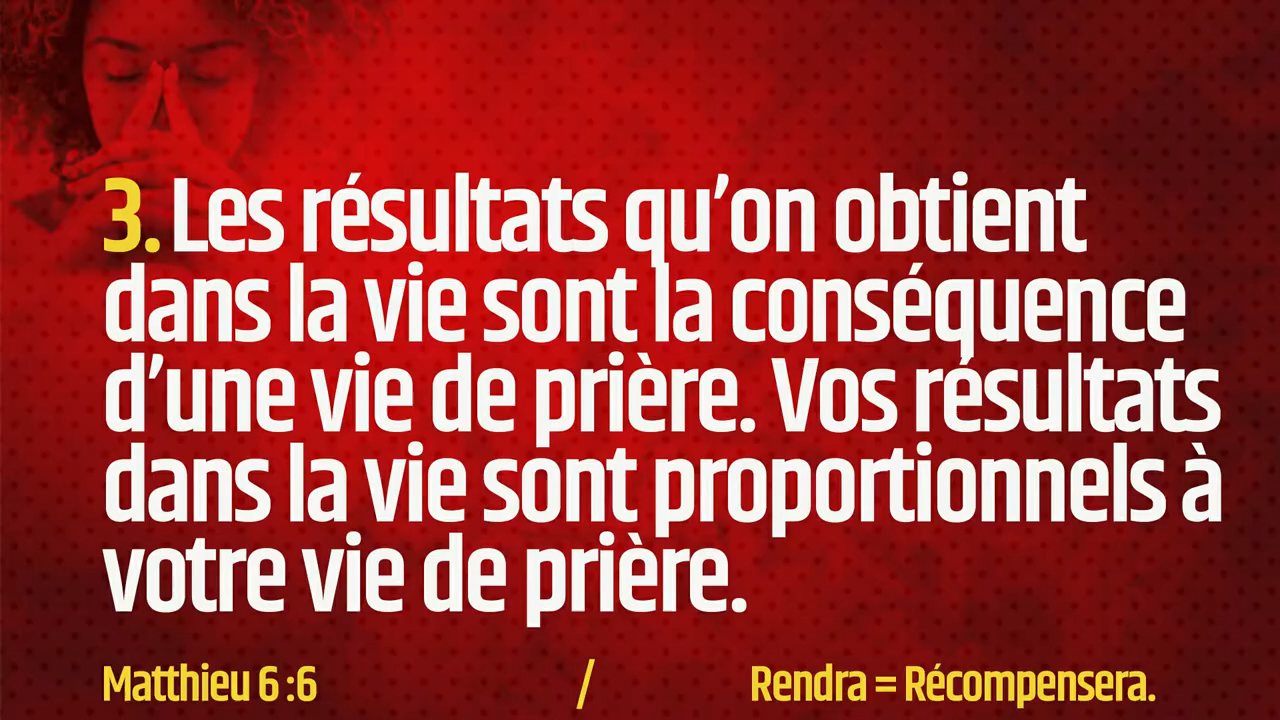 3. Les résultats qu’on obtient
dans la vie sont la conséquence
d’une vie de prière. Vos résultats
dans la vie sont proportionnels à
votre vie de prière.
Matthieu 6 :6 / Rendra = Récompensera.